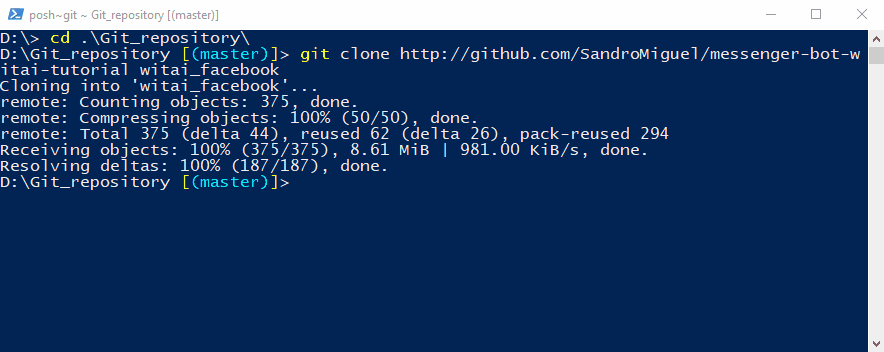 posh~git ~ Git_repository [(master)]
D:\> cd .\Git_repository\
D:\Git_repository [(master)]> git clone http://github.com/SandroMiguel/messenger-bot-w
itai-tutorial witai_facebook
Cloning into 'witai_facebook'...
remote: Counting objects: 375, done.
remote: Compressing objects: 100% (50/50), done.
remote: Total 375 (delta 44), reused 62 (delta 26), pack-reused 294
Receiving objects: 100% (375/375), 8.61 MiB | 981.00 KiB/s, done.
Resolving deltas: 100% (187/187), done.
D:\Git_repository [(master)]>